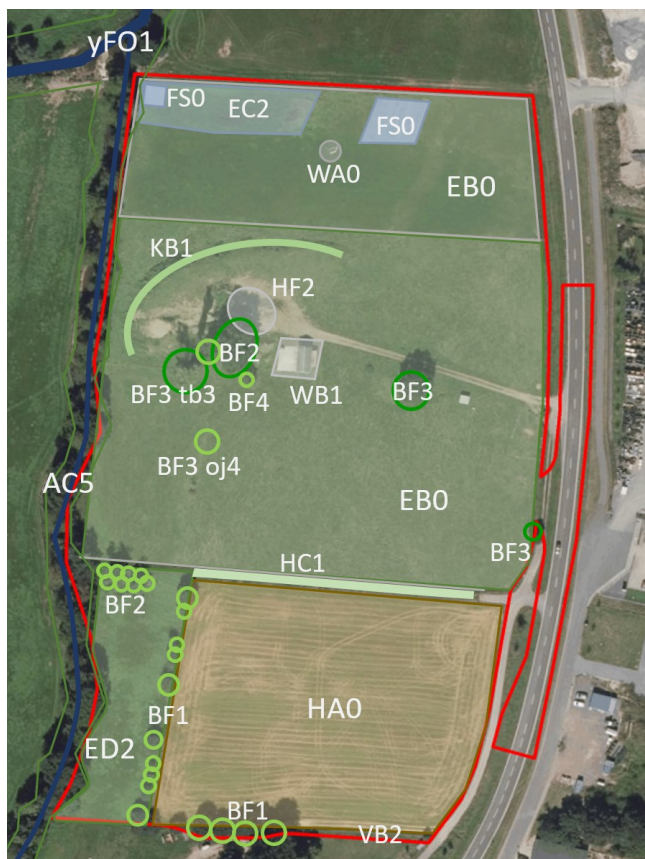 yFO1
FS0
EC2
FS0
WA0
EB0
KB1
HF2
BF2
BF3 tb3
BF4
WB1
BF3
BF3 oj4
AC5
EB0
BF3
HC1
BF2
BF1
HA0
ED2
BF1
VB2